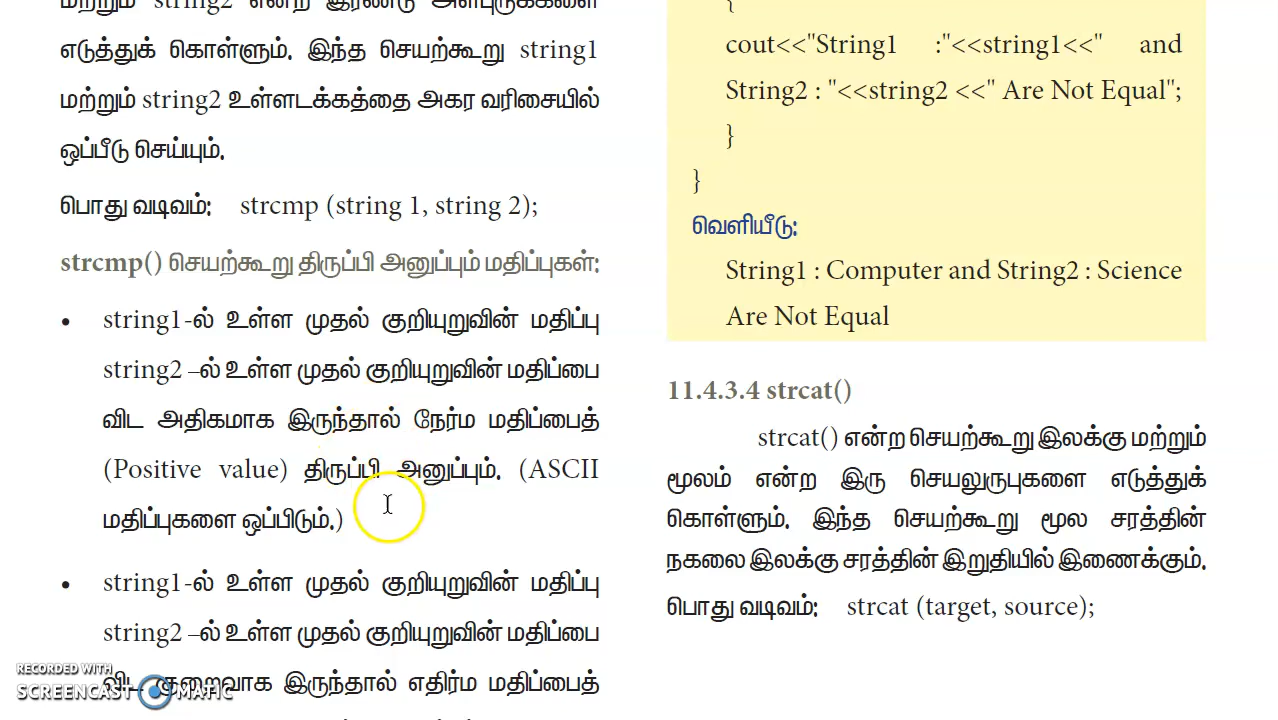 மற்றும் string2 என்ற இரண்டு அளபுருக்களை
எடுத்துக் கொள்ளும். இந்த செயற்கூறு string1
மற்றும் string2 உள்ளடக்கத்தை அகர வரிசையில்
ஒப்பீடு செய்யும்.
பொது வடிவம்: strcmp (string 1, string 2);
strcmp() செயற்கூறு திருப்பி அனுப்பும் மதிப்புகள்:
• string1-ல் உள்ள முதல் குறியுறுவின் மதிப்பு
string2 –ல் உள்ள முதல் குறியுறுவின் மதிப்பை
விட அதிகமாக இருந்தால் நேர்ம மதிப்பைத்
(Positive value) திருப்பி அனுப்பும். (ASCII
மதிப்புகளை ஒப்பிடும்.)
• string1-ல் உள்ள முதல் குறியுறுவின் மதிப்பு
string2 –ல் உள்ள முதல் குறியுறுவின் மதிப்பை
விட குறைவாக இருந்தால் எதிர்ம மதிப்பைத்
{
cout<<"String1 :"<<string1<<" and
String2 : "<<string2 <<" Are Not Equal";
}
}
வெளியீடு:
String1 : Computer and String2 : Science
Are Not Equal
11.4.3.4 strcat()
strcat() என்ற செயற்கூறு இலக்கு மற்றும்
மூலம் என்ற இரு செயலுருபுகளை எடுத்துக்
கொள்ளும். இந்த செயற்கூறு மூல சரத்தின்
நகலை இலக்கு சரத்தின் இறுதியில் இணைக்கும்.
பொது வடிவம்: strcat (target, source);
RECORDED WITH
SCREENCAST MATIC